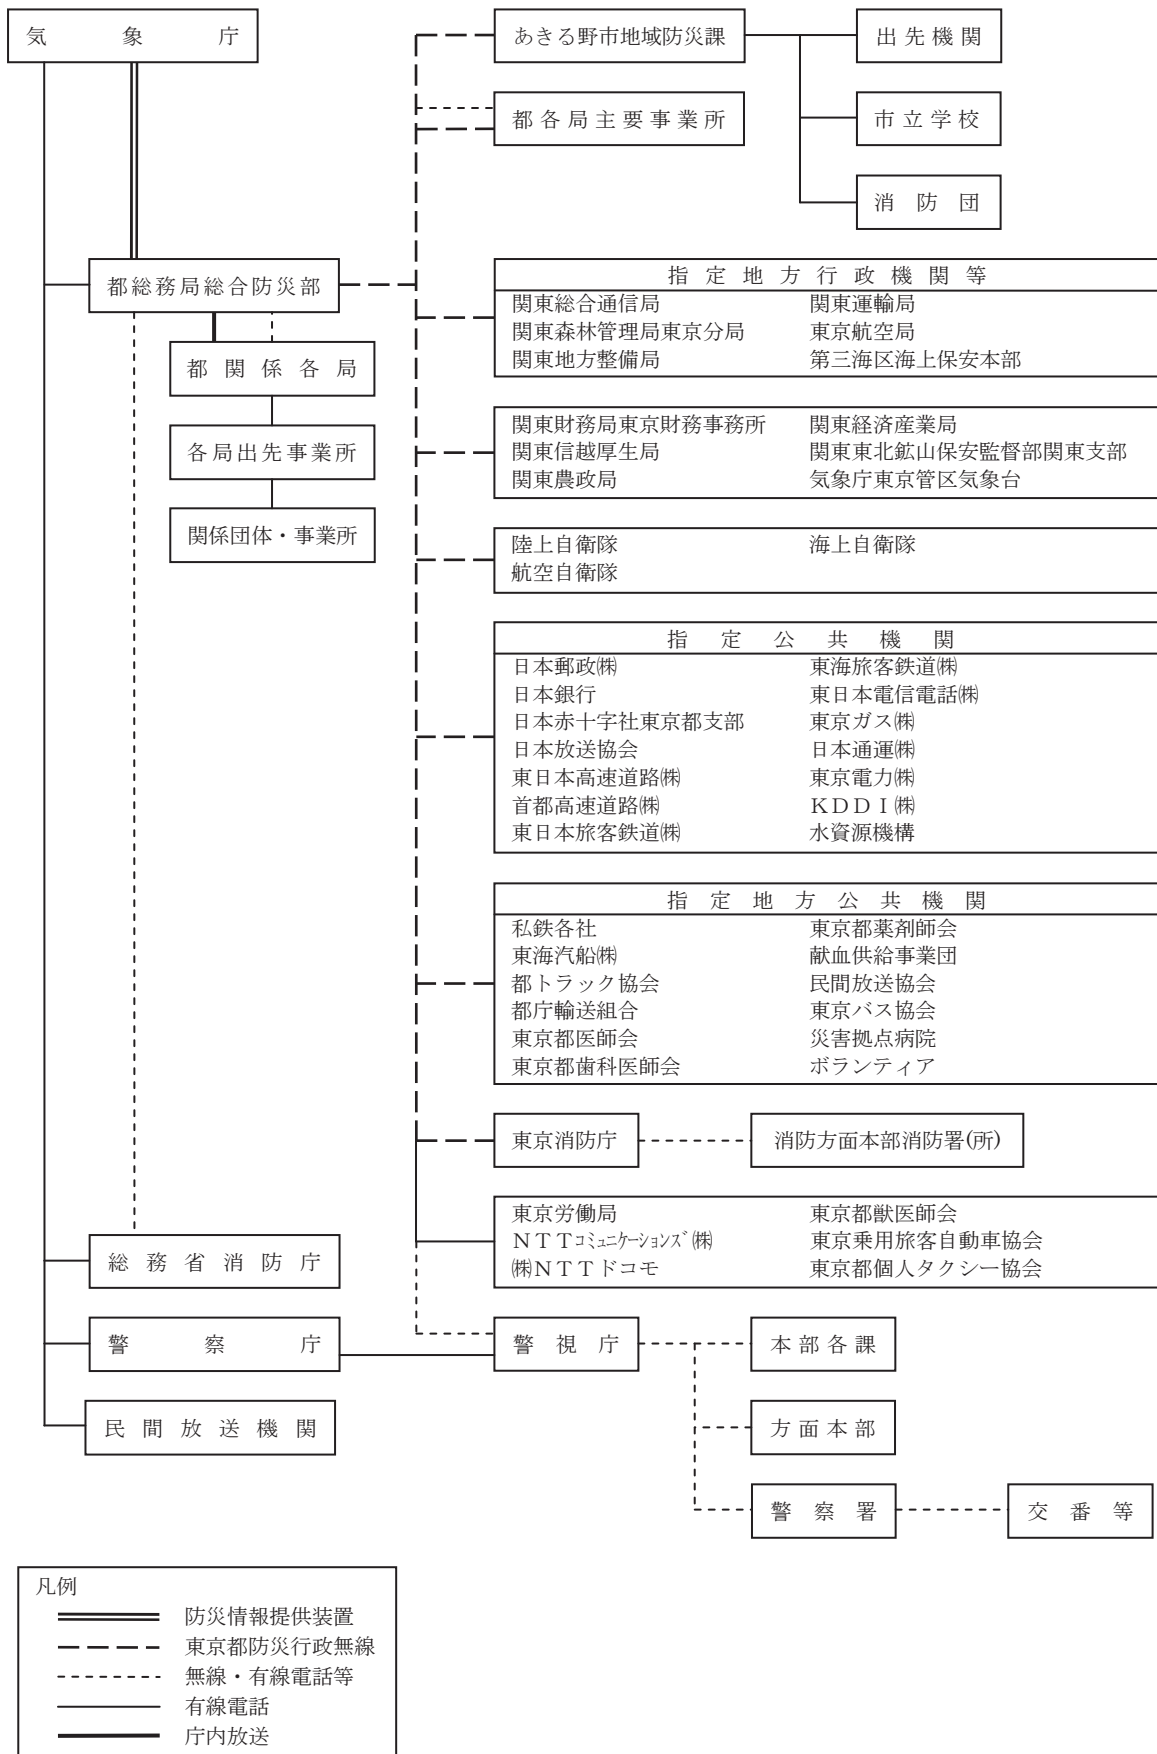 気象庁
あきる野市地域防災課
出先機関
都各局主要事業所
市立学校
消防団
都総務局総合防災部
指定地方行政機関等
関東総合通信局 関東運輸局
関東森林管理局東京分局 東京航空局
関東地方整備局 第三海区海上保安本部
都関係各局
各局出先事業所
関係団体・事業所
関東財務局東京財務事務所 関東経済産業局
関東信越厚生局 関東東北鉱山保安監督部関東支部
関東農政局 気象庁東京管区気象台
陸上自衛隊 海上自衛隊
航空自衛隊
指定公共機関
日本郵政㈱ 東海旅客鉄道㈱
日本銀行 東日本電信電話㈱
日本赤十字社東京都支部 東京ガス㈱
日本放送協会 日本通運㈱
東日本高速道路㈱ 東京電力㈱
首都高速道路㈱ ＫＤＤＩ㈱
東日本旅客鉄道㈱ 水資源機構
指定地方公共機関
私鉄各社 東京都薬剤師会
東海汽船㈱ 献血供給事業団
都トラック協会 民間放送協会
都庁輸送組合 東京バス協会
東京都医師会 災害拠点病院
東京都歯科医師会 ボランティア
東京消防庁
消防方面本部消防署(所)
東京労働局 東京都獣医師会
ＮＴＴｺﾐｭﾆｹｰｼｮﾝｽﾞ㈱ 東京乗用旅客自動車協会
㈱ＮＴＴドコモ 東京都個人タクシー協会
総務省消防庁
警察庁
警視庁
本部各課
民間放送機関
方面本部
警察署
交番等
凡例
防災情報提供装置
東京都防災行政無線
無線・有線電話等
有線電話
庁内放送